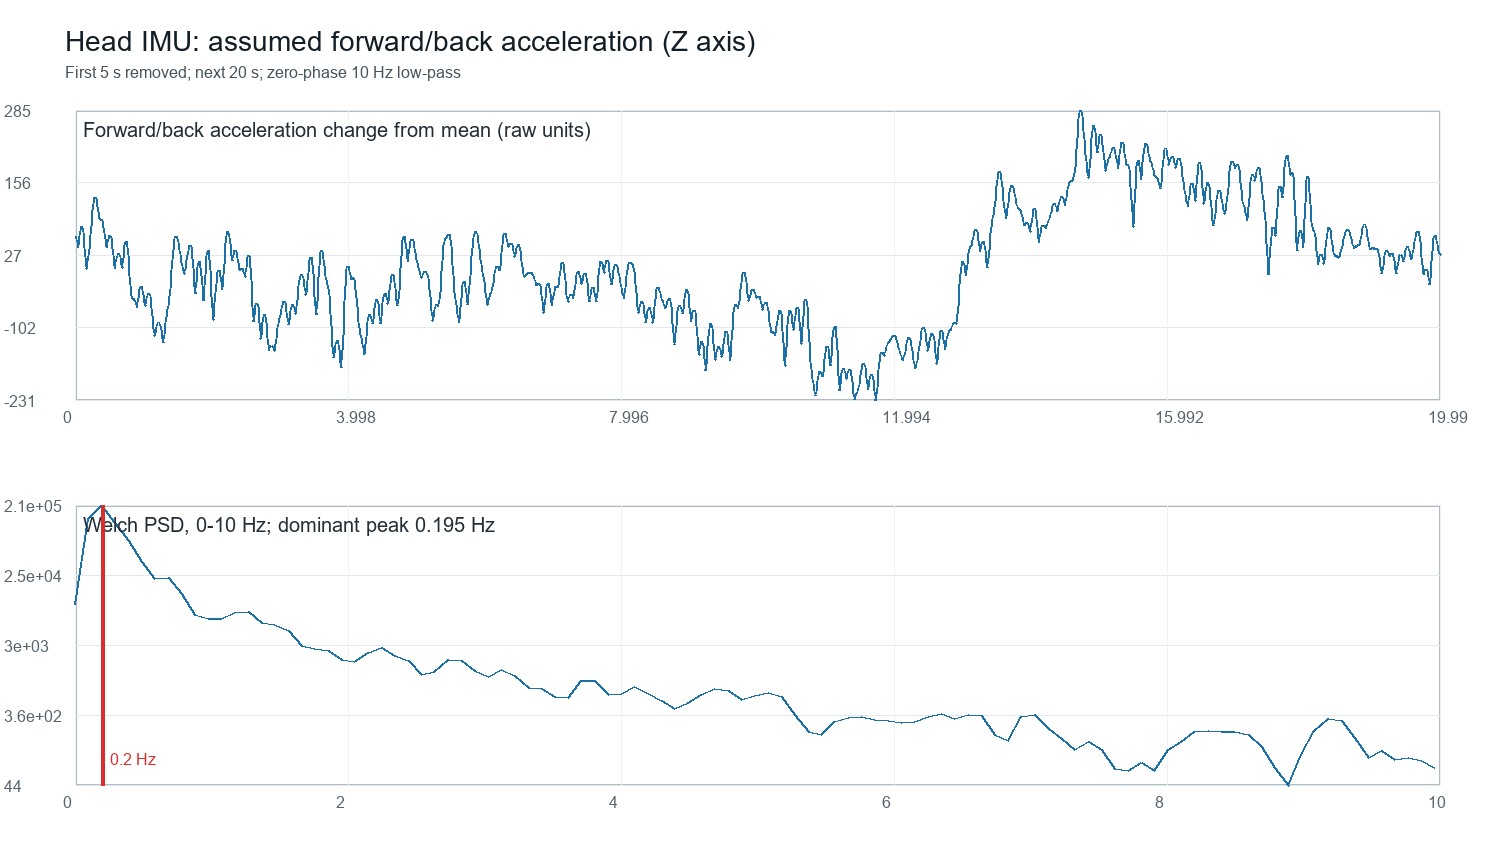 Head IMU: assumed forward/back acceleration (Z axis)
First 5 s removed; next 20 s; zero-phase 10 Hz low-pass
Forward/back acceleration change from mean (raw units)
285
156
27
-102
-231
0 3.998 7.996 11.994 15.992 19.99
Welch PSD, 0-10 Hz; dominant peak 0.195 Hz
2.1e+05
2.5e+04
3e+03
3.6e+02
44
0.2 Hz
0 2 4 6 8 10